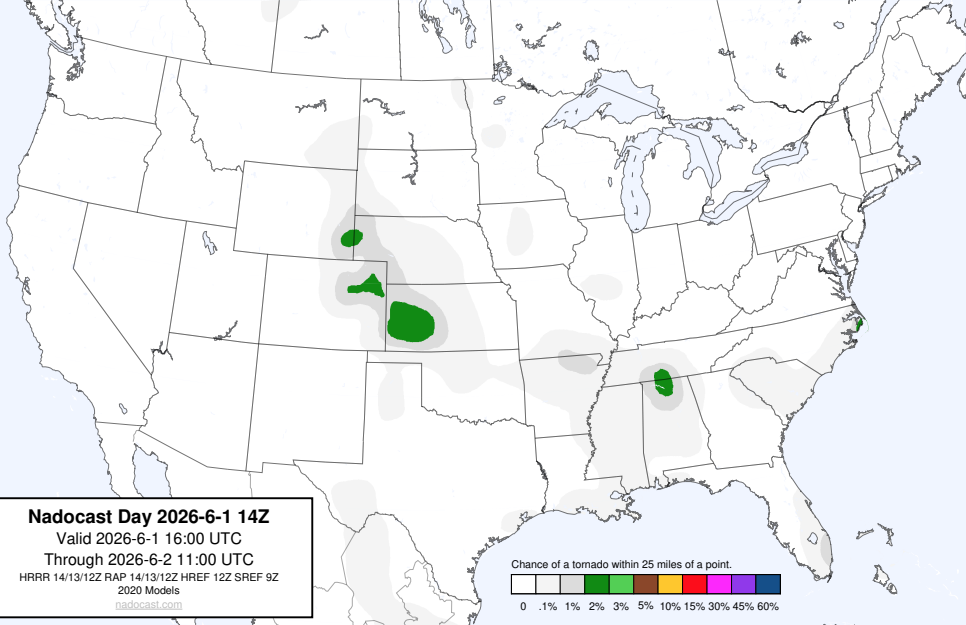 Nadocast Day 2026-6-1 14Z
Valid 2026-6-1 16:00 UTC
Through 2026-6-2 11:00 UTC
HRRR 14/13/12Z RAP 14/13/12Z HREF 12Z SREF 9Z
2020 Models
nadocast.com
Chance of a tornado within 25 miles of a point.
0 .1% 1% 2% 3% 5% 10% 15% 30% 45% 60%